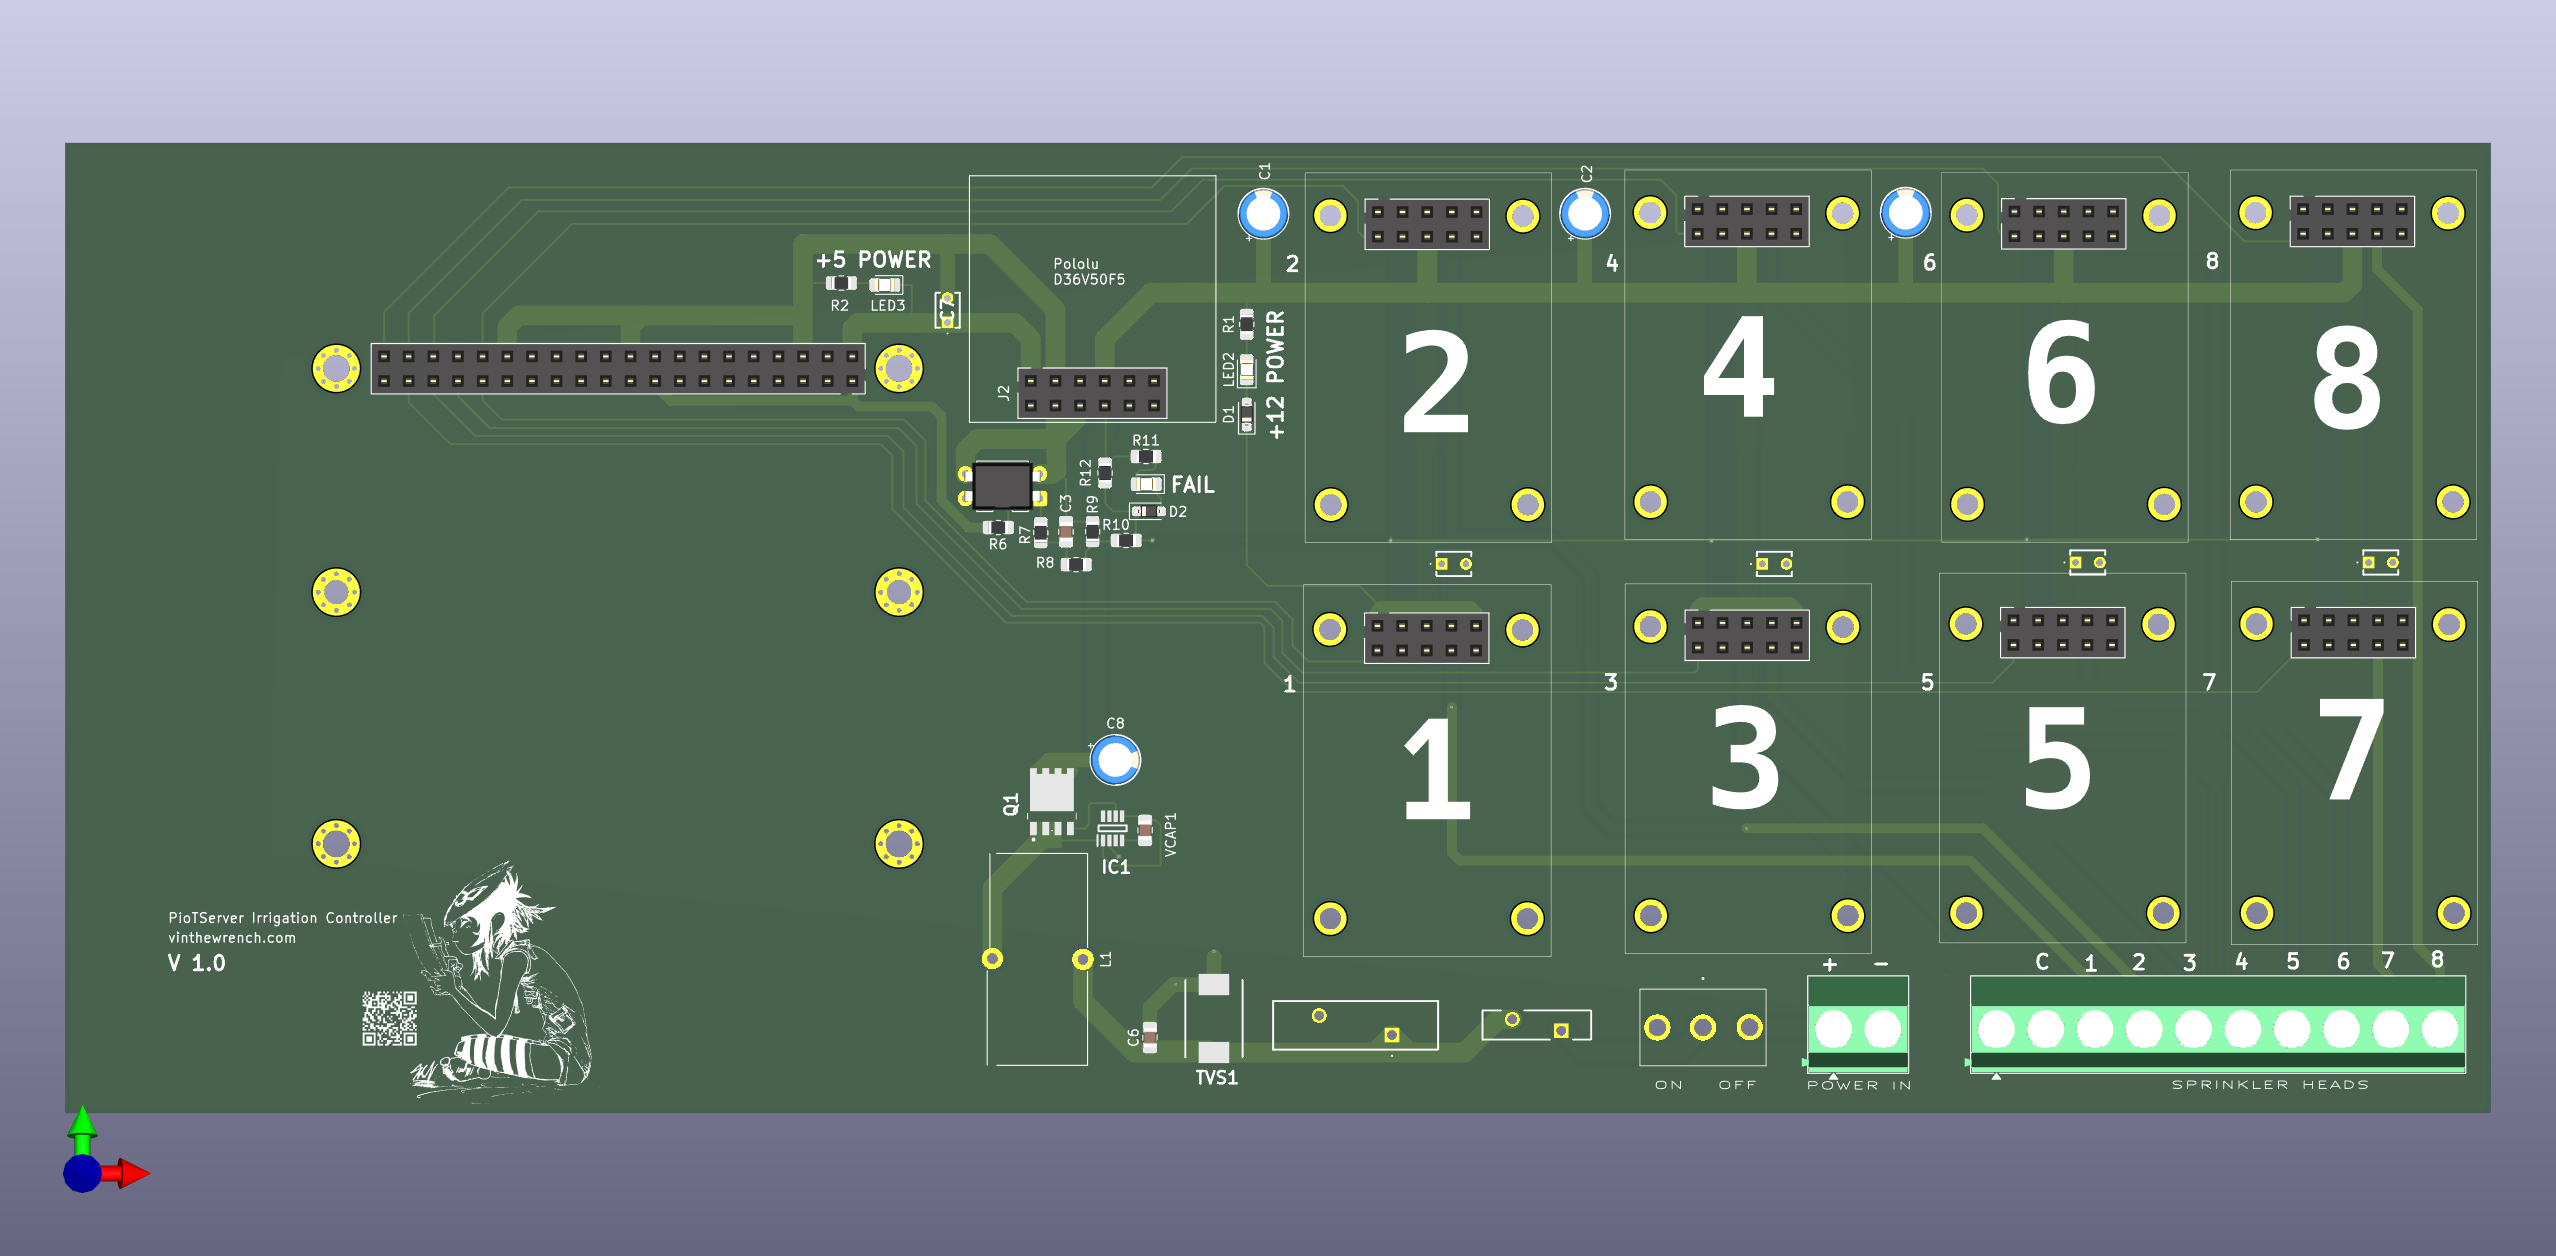 C1
C2
+5 POWER
R2
LED3
C7
Pololu
D36V50F5
2
4
6
8
R1
LED2
D1
+12 POWER
J2
2
4
6
8
R11
R12
FAIL
C3
R9
D2
R10
R6
R7
R8
1
3
5
7
1
3
5
7
C8
Q1
VCAP1
IC1
PioTServer Irrigation Controller
vinthewrench.com
V 1.0
L1
C6
TVS1
+ −
C 1 2 3 4 5 6 7 8
ON OFF
POWER IN
SPRINKLER HEADS